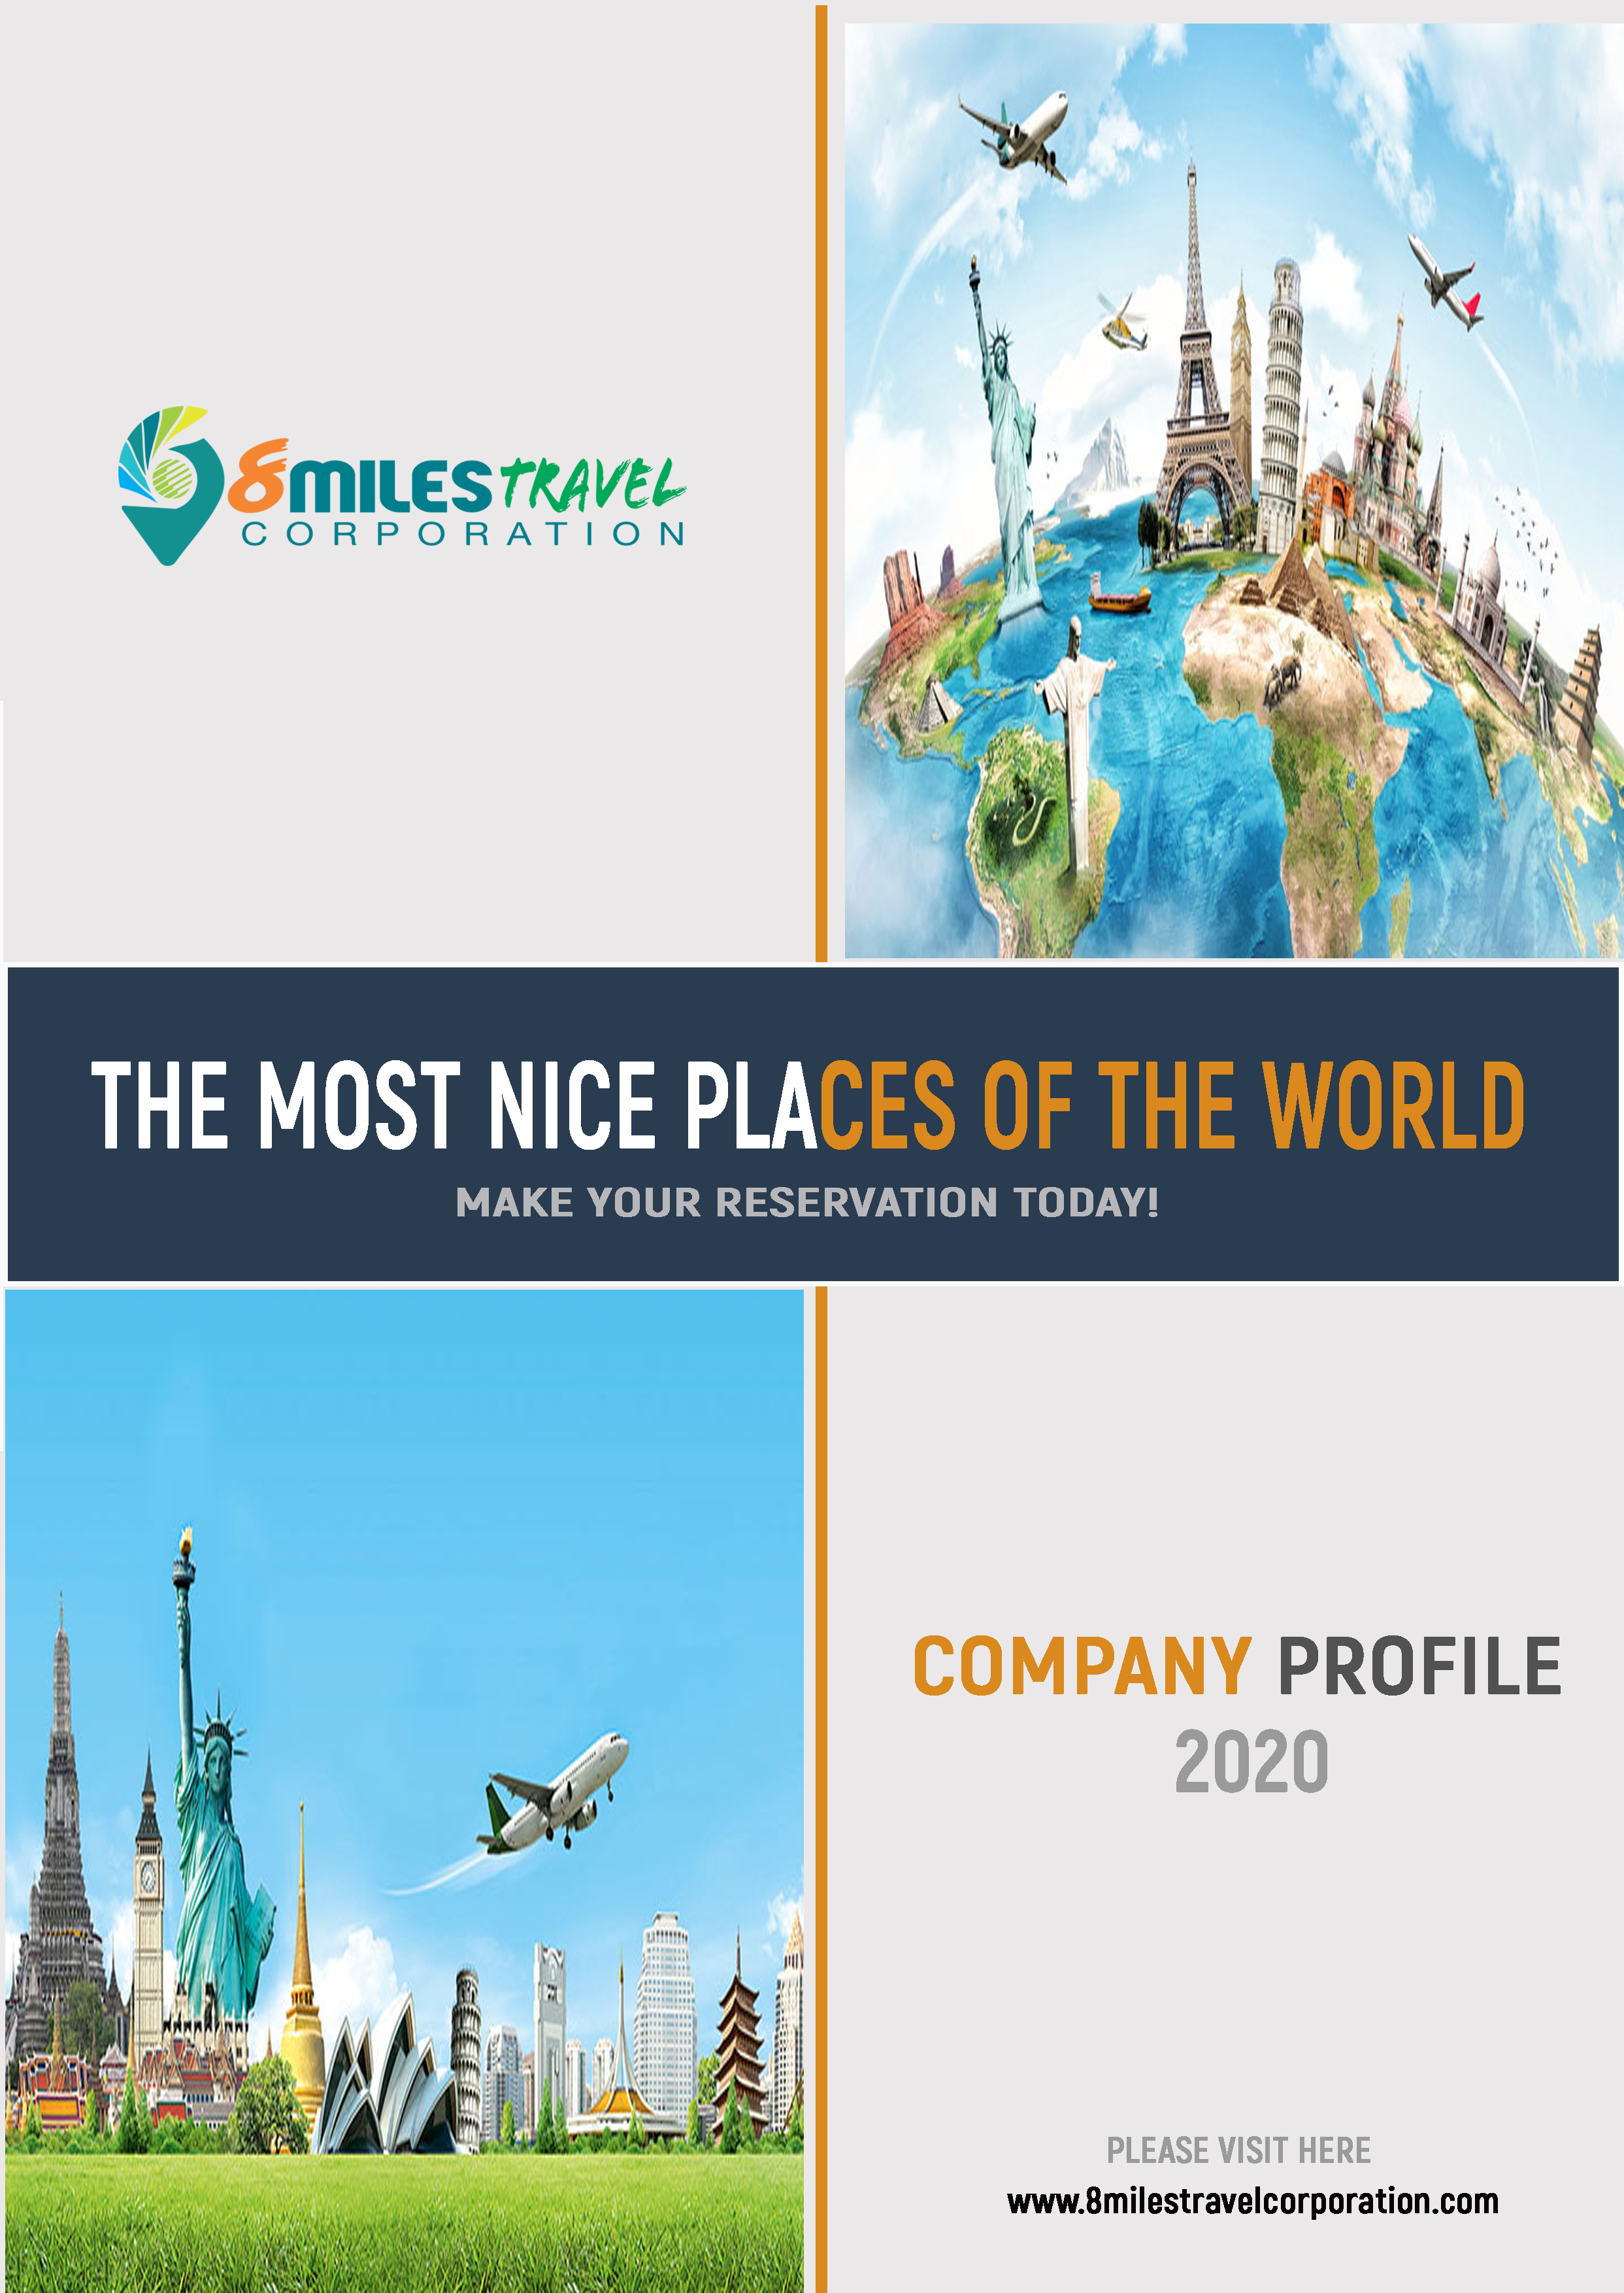 8MILES TRAVEL
CORPORATION
THE MOST NICE PLACES OF THE WORLD
MAKE YOUR RESERVATION TODAY!
COMPANY PROFILE
2020
PLEASE VISIT HERE
www.8milestravelcorporation.com